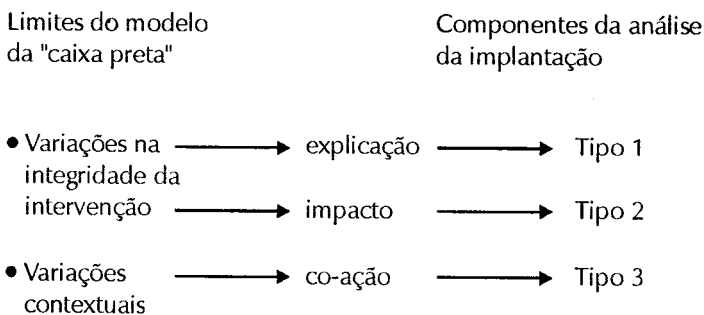 Limites do modelo
da "caixa preta"
Componentes da análise
da implantação
• Variações na
integridade da
intervenção
explicação
Tipo 1
impacto
Tipo 2
• Variações
contextuais
co-ação
Tipo 3